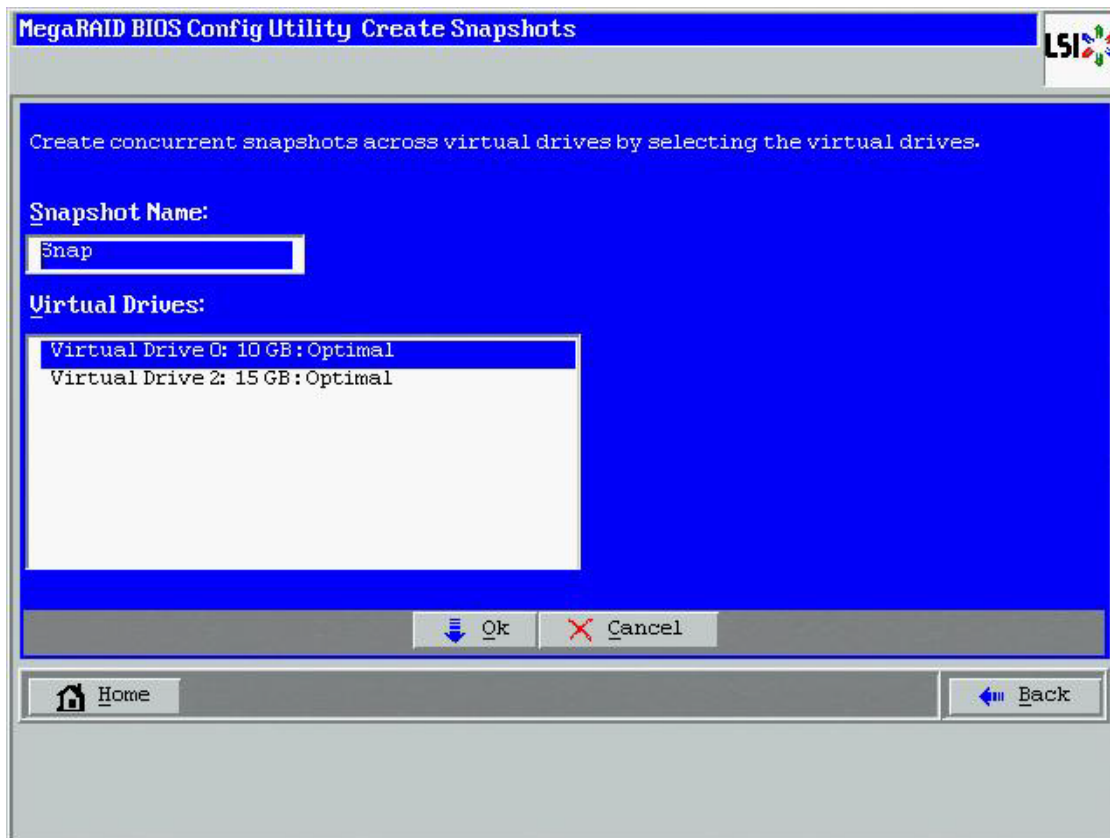 MegaRAID BIOS Config Utility Create Snapshots
LSI
Create concurrent snapshots across virtual drives by selecting the virtual drives.
Snapshot Name:
Snap
Virtual Drives:
Virtual Drive 0: 10 GB : Optimal
Virtual Drive 2: 15 GB : Optimal
Ok
Cancel
Home
Back